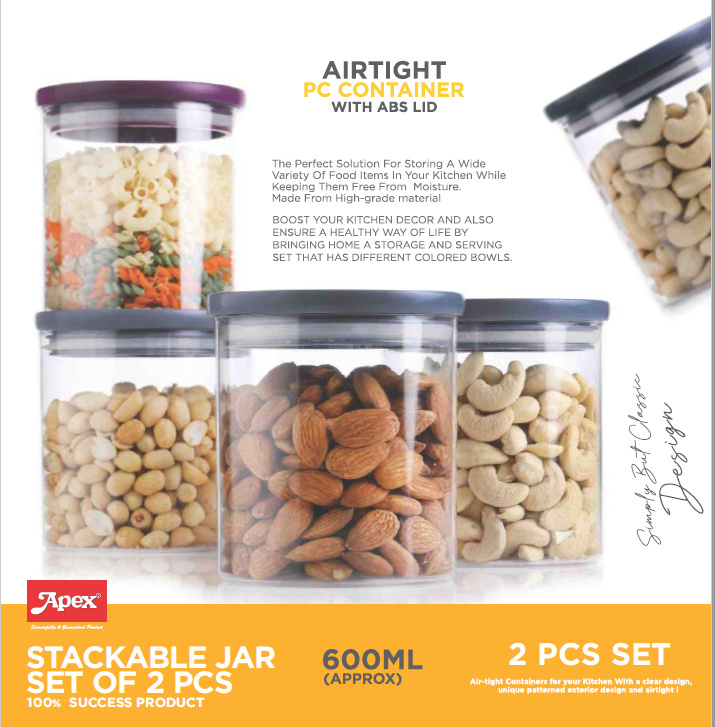 AIRTIGHT
PC CONTAINER
WITH ABS LID
The Perfect Solution For Storing A Wide
Variety Of Food Items In Your Kitchen While
Keeping Them Free From Moisture.
Made From High-grade material
BOOST YOUR KITCHEN DECOR AND ALSO
ENSURE A HEALTHY WAY OF LIFE BY
BRINGING HOME A STORAGE AND SERVING
SET THAT HAS DIFFERENT COLORED BOWLS.
Simply But Classic
Design
Apex®
Successfully & Guaranteed Product
STACKABLE JAR
SET OF 2 PCS
100% SUCCESS PRODUCT
600ML
(APPROX)
2 PCS SET
Air-tight Containers for your Kitchen With a clear design,
unique patterned exterior design and airtight l